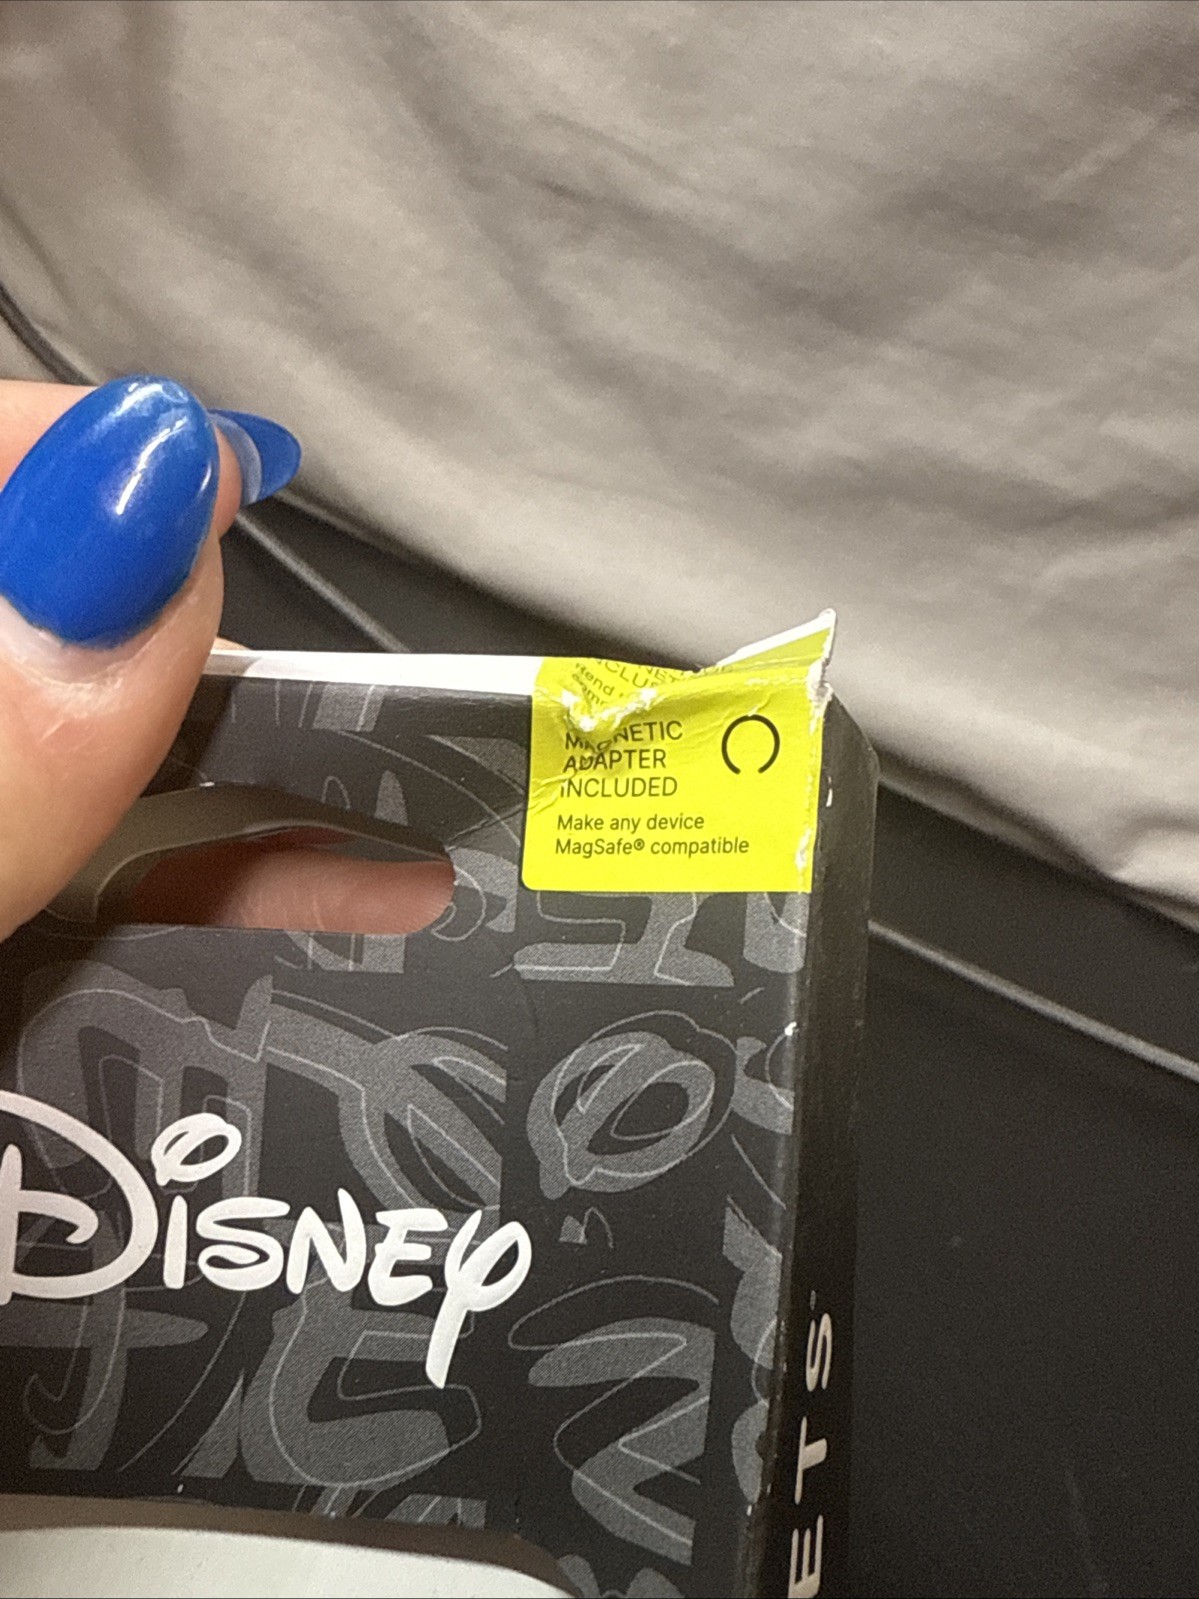 MAGNETIC
ADAPTER
INCLUDED
Make any device
MagSafe® compatible
DISNEY
ETS